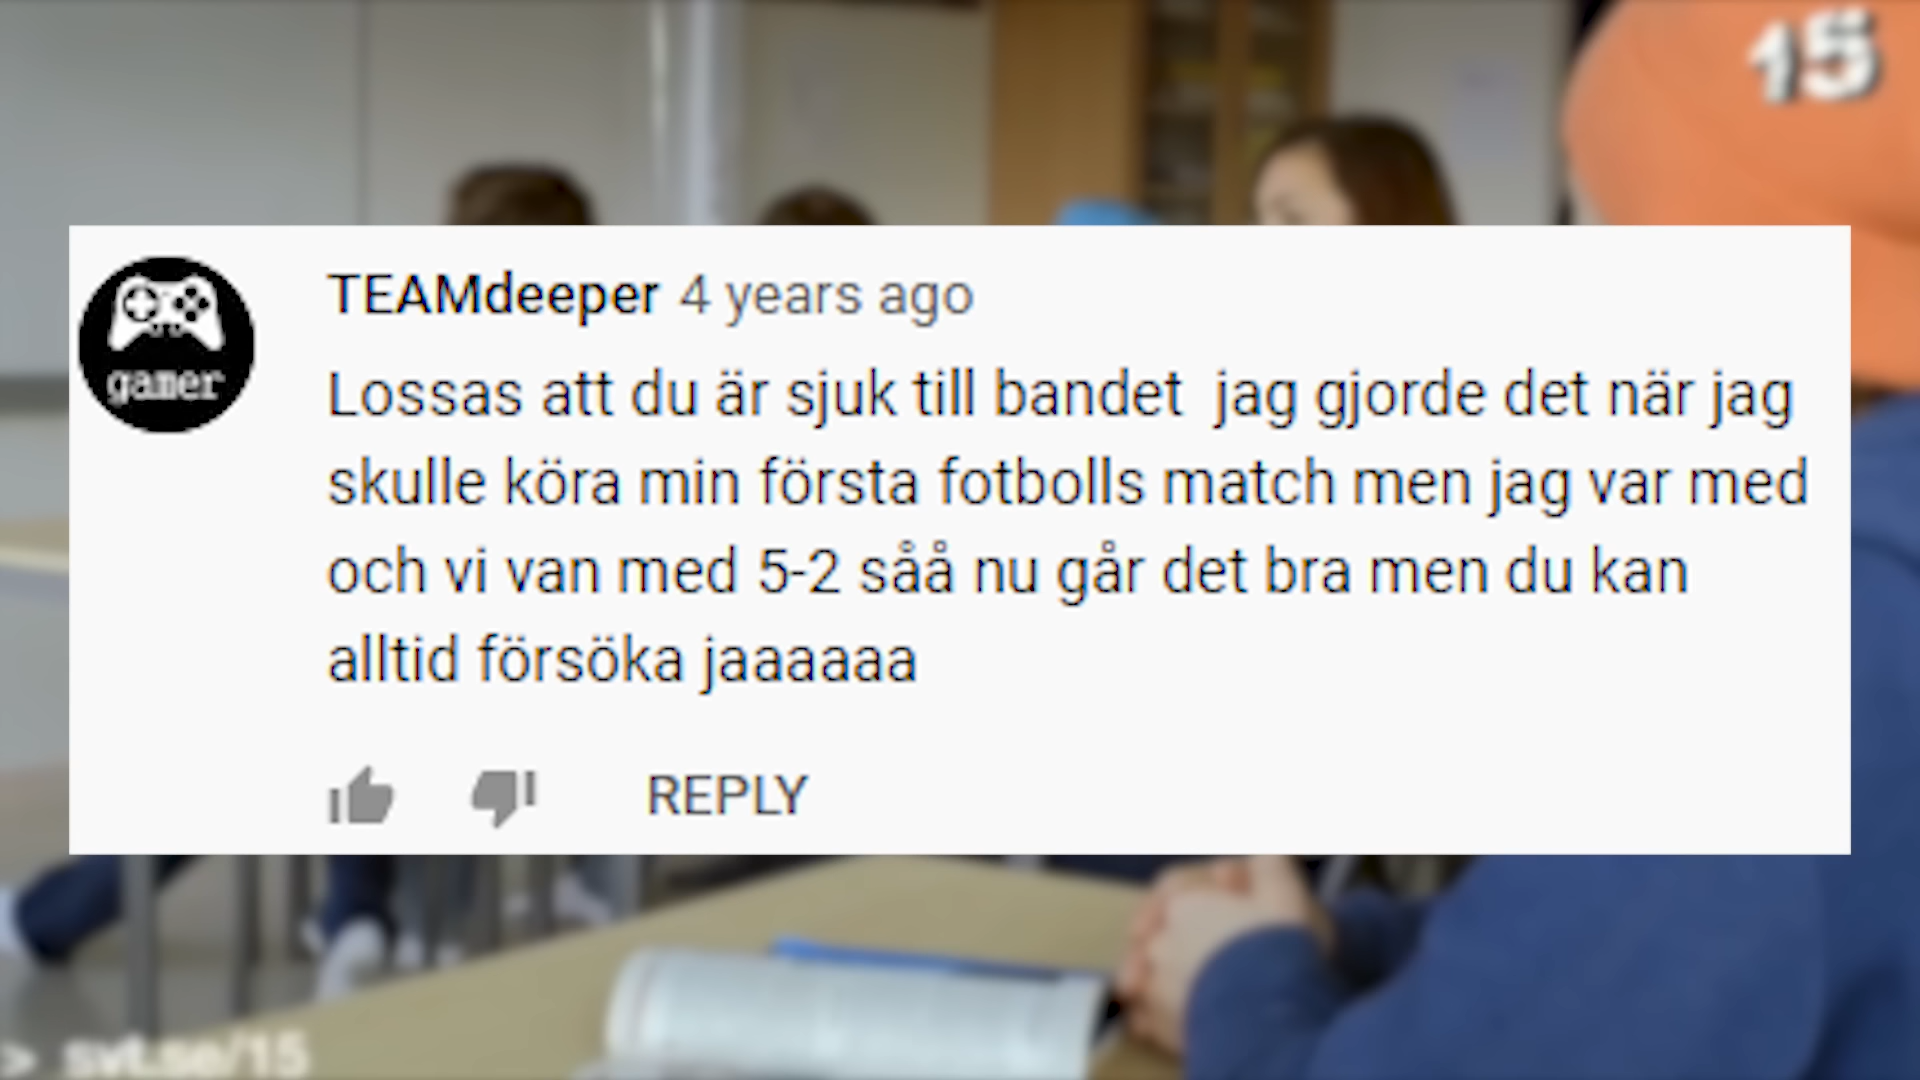 15
gamer
TEAMdeeper 4 years ago
Lossas att du är sjuk till bandet  jag gjorde det när jag
skulle köra min första fotbolls match men jag var med
och vi van med 5-2 såå nu går det bra men du kan
alltid försöka jaaaaaa
REPLY
> svt.se/15